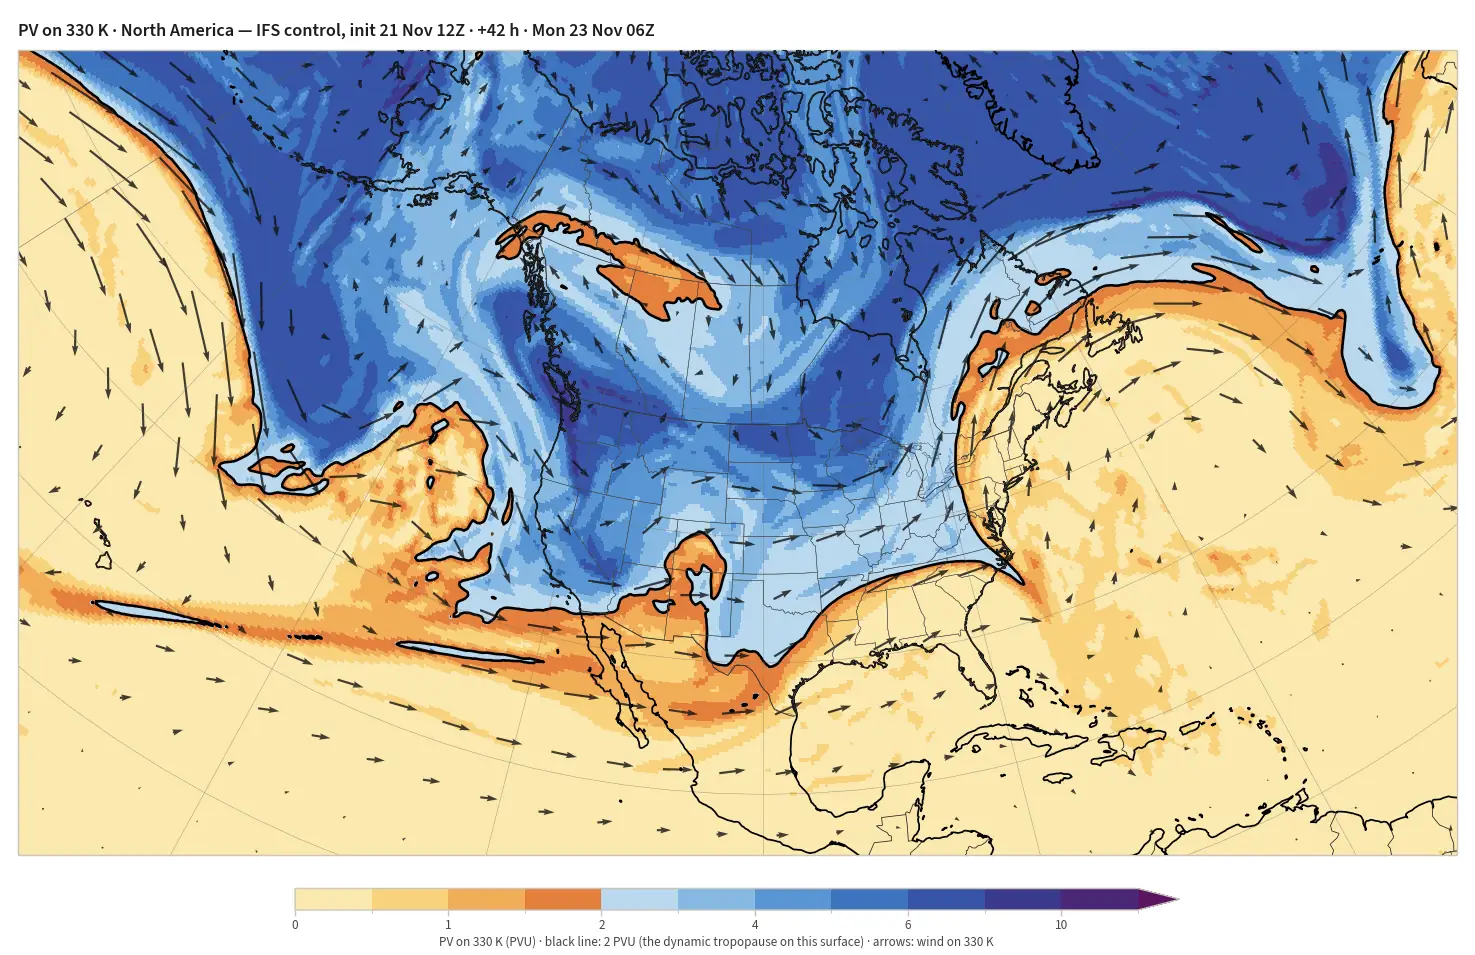 PV on 330 K · North America — IFS control, init 21 Nov 12Z · +42 h · Mon 23 Nov 06Z
0 1 2 4 6 10
PV on 330 K (PVU) · black line: 2 PVU (the dynamic tropopause on this surface) · arrows: wind on 330 K